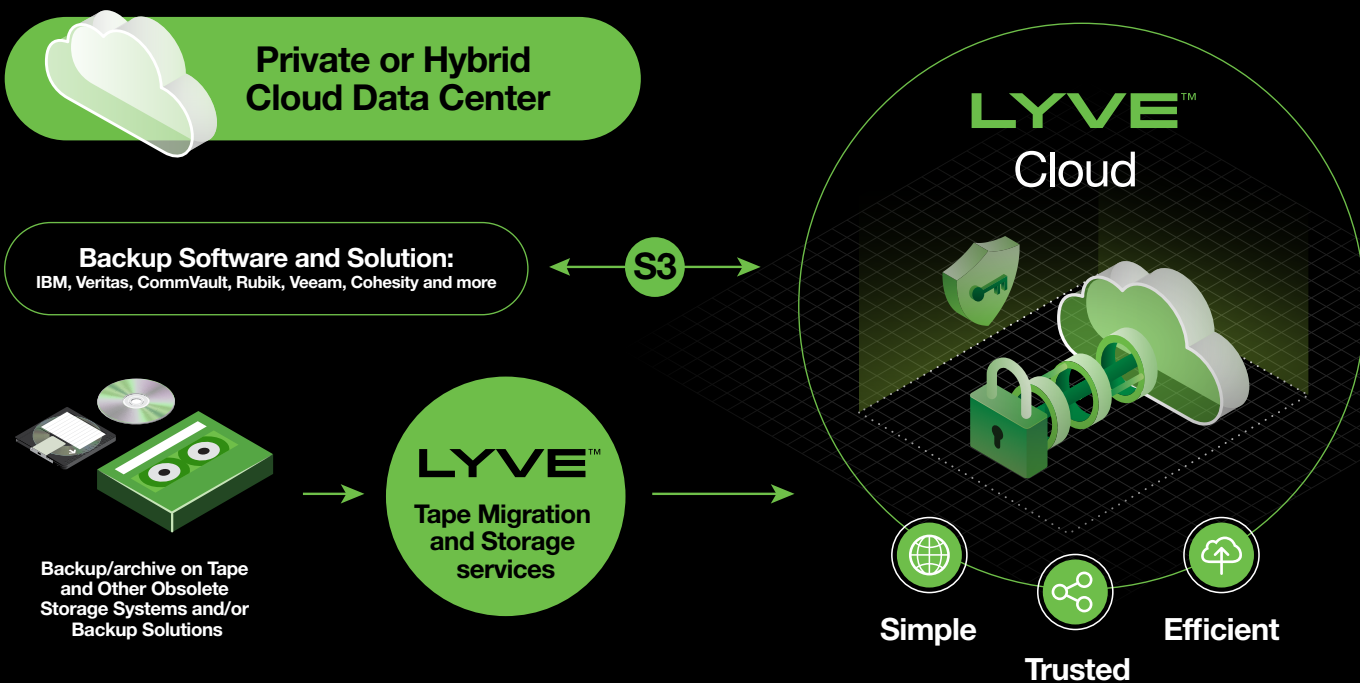 Private or Hybrid
Cloud Data Center
Backup Software and Solution:
IBM, Veritas, CommVault, Rubik, Veeam, Cohesity and more
S3
LYVE™
Cloud
Backup/archive on Tape
and Other Obsolete
Storage Systems and/or
Backup Solutions
LYVE™
Tape Migration
and Storage
services
Simple
Trusted
Efficient